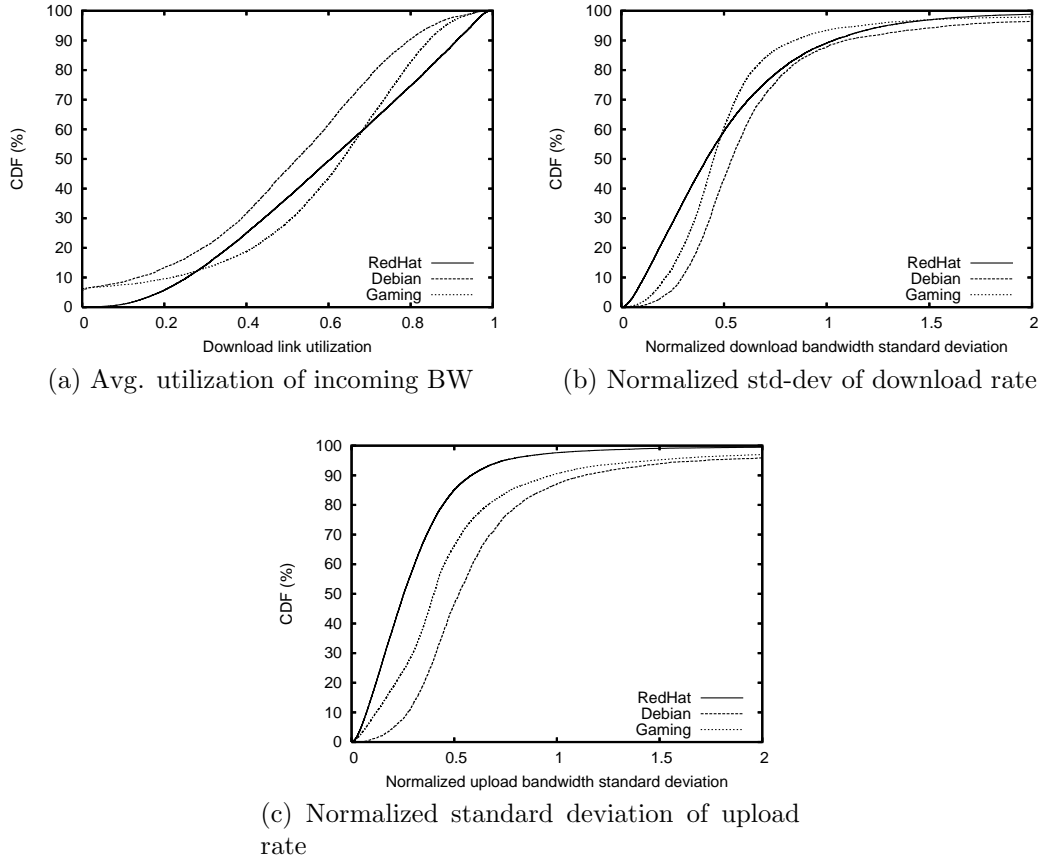 100
90
80
70
60
50
40
30
20
10
0
CDF (%)
RedHat
Debian
Gaming
0 0.2 0.4 0.6 0.8 1
Download link utilization
(a) Avg. utilization of incoming BW
100
90
80
70
60
50
40
30
20
10
0
CDF (%)
RedHat
Debian
Gaming
0 0.5 1 1.5 2
Normalized download bandwidth standard deviation
(b) Normalized std-dev of download rate
100
90
80
70
60
50
40
30
20
10
0
CDF (%)
RedHat
Debian
Gaming
0 0.5 1 1.5 2
Normalized upload bandwidth standard deviation
(c) Normalized standard deviation of upload
rate